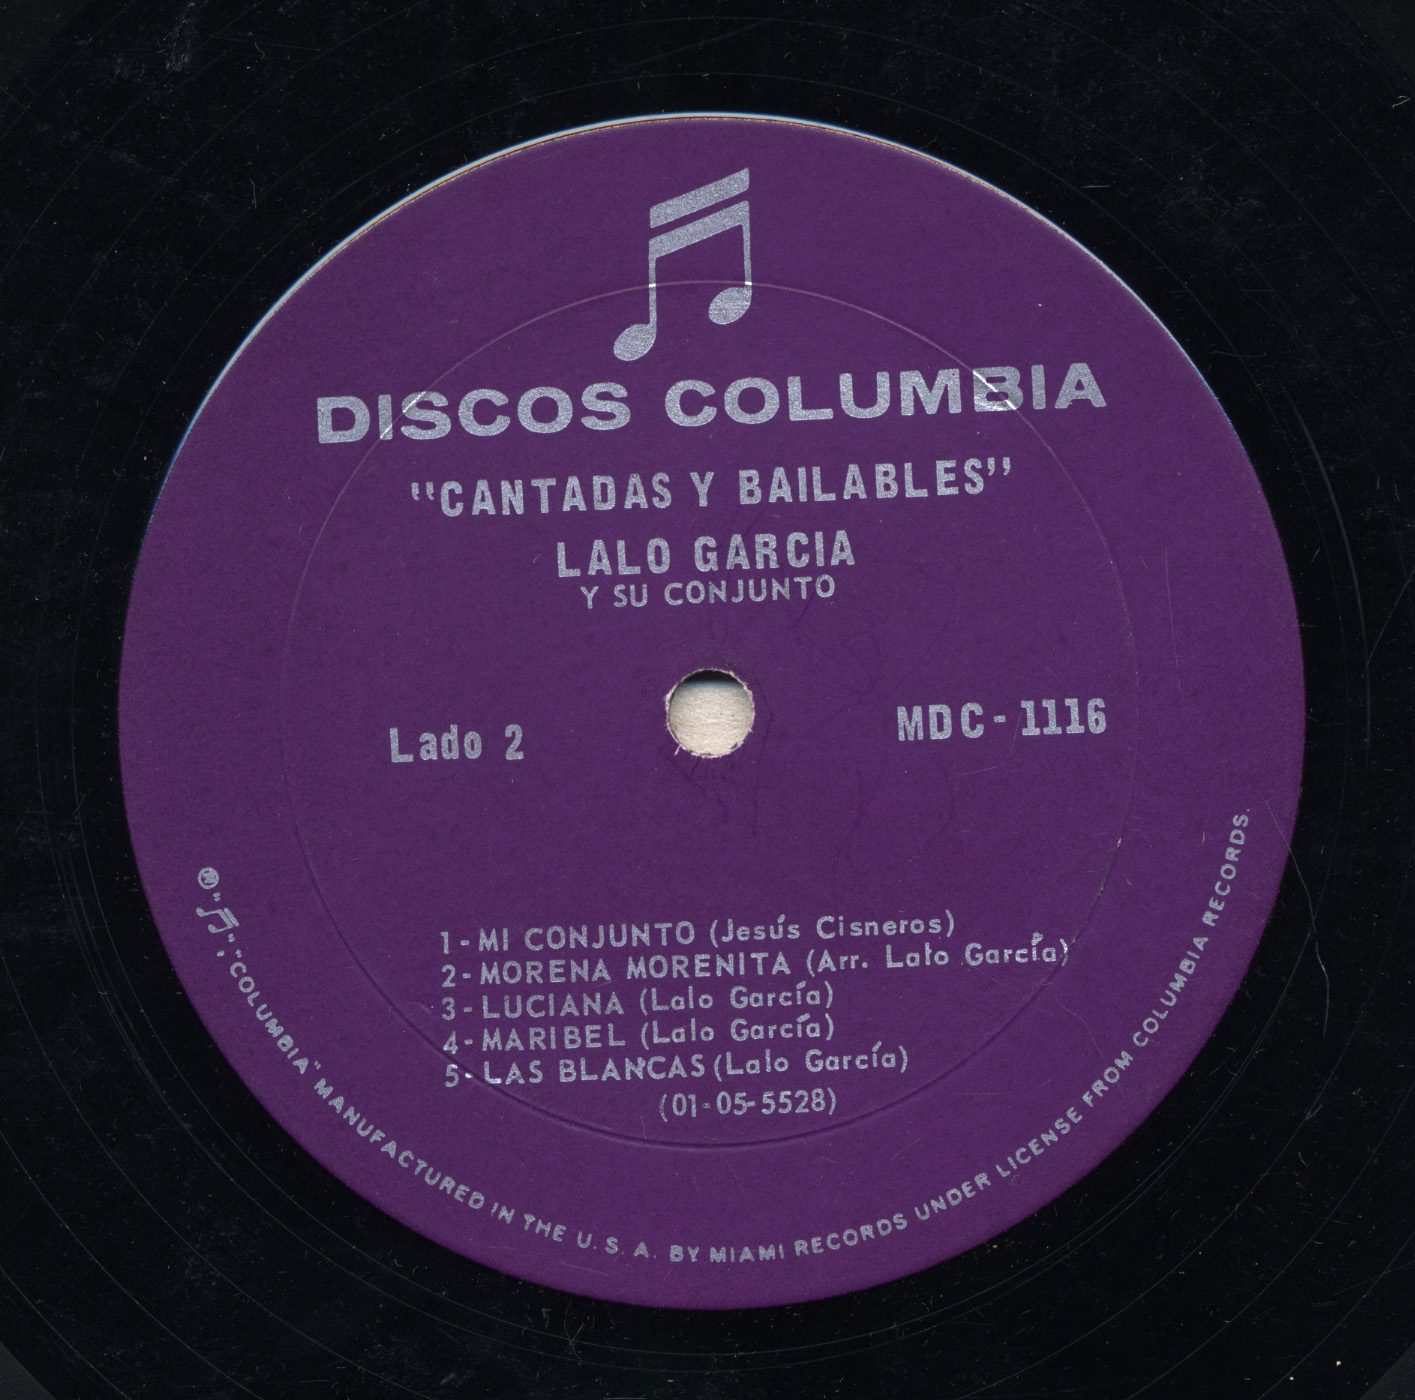 DISCOS COLUMBIA
"CANTADAS Y BAILABLES"
LALO GARCIA
Y SU CONJUNTO
Lado 2
MDC-1116
1-MI CONJUNTO (Jesús Cisneros)
2-MORENA MORENITA (Arr. Lalo García)
3-LUCIANA (Lalo García)
4-MARIBEL (Lalo García)
5-LAS BLANCAS (Lalo García)
(01-05-5528)
® "♫", "COLUMBIA" MANUFACTURED IN THE U. S. A. BY MIAMI RECORDS UNDER LICENSE FROM COLUMBIA RECORDS.